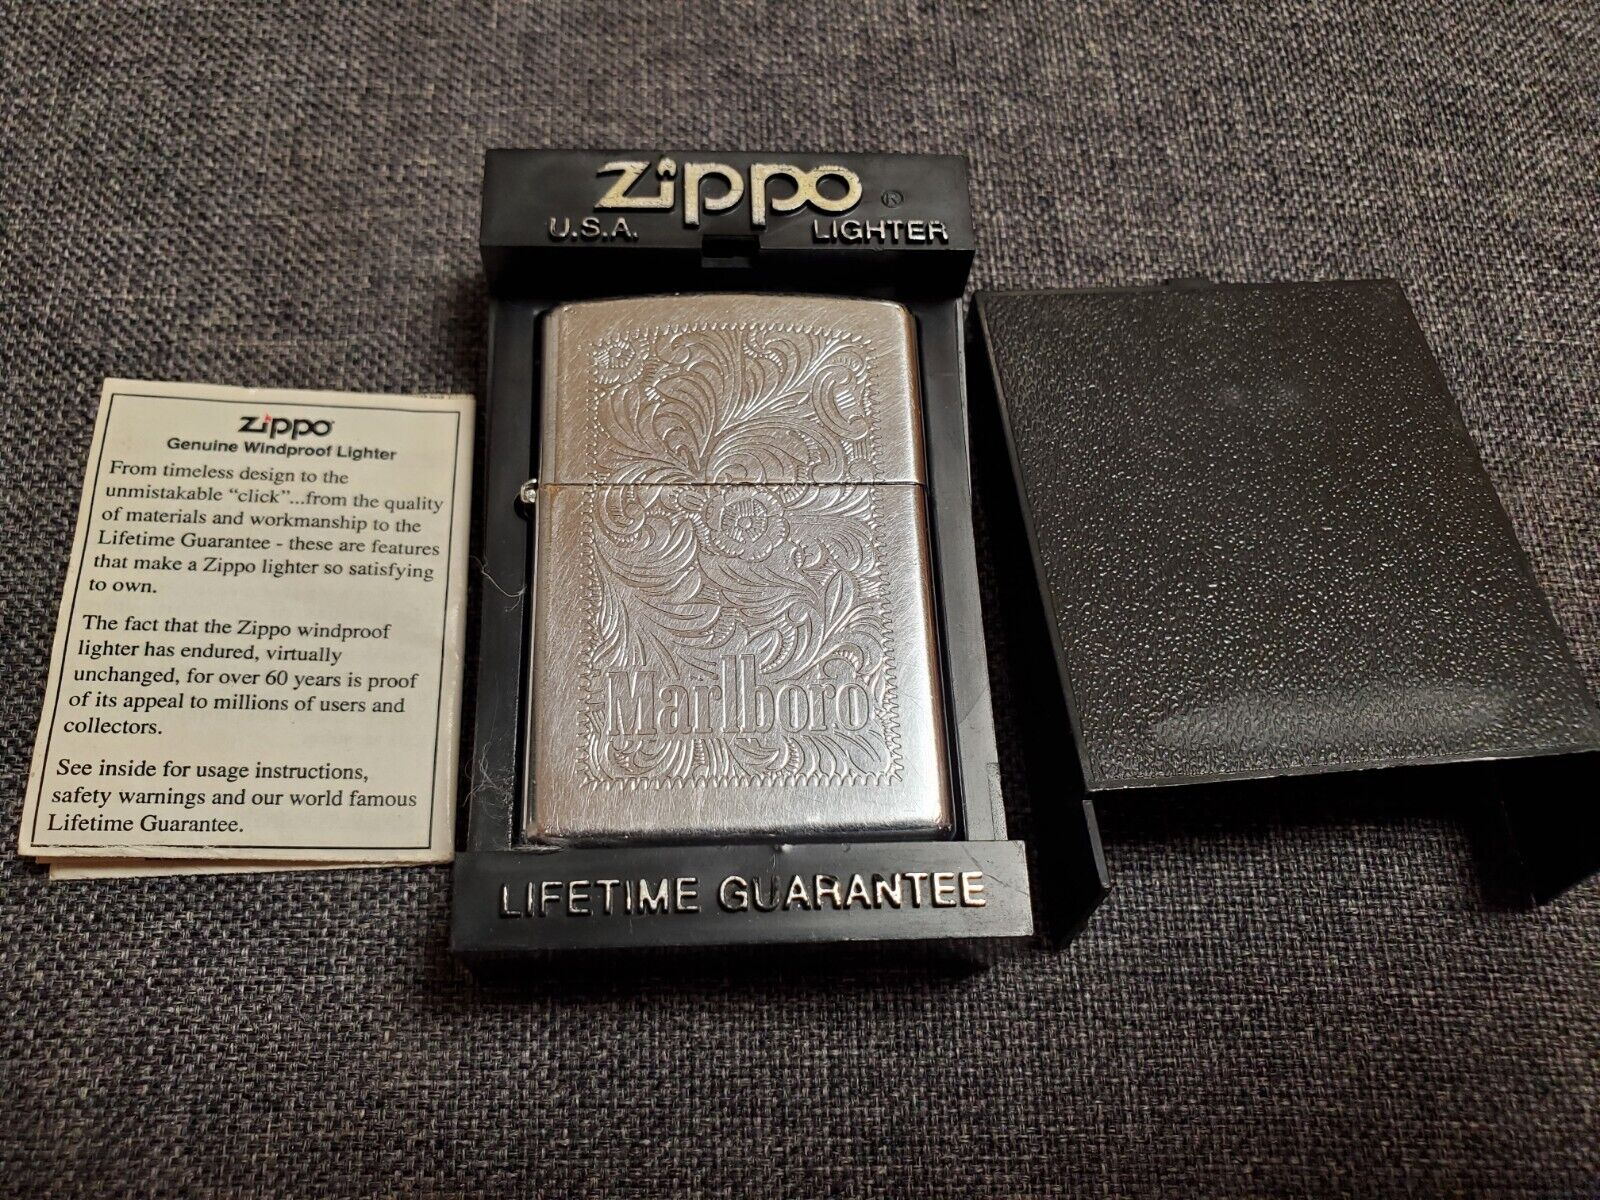 Zippo ®
U.S.A. LIGHTER
Marlboro
LIFETIME GUARANTEE
Zippo
Genuine Windproof Lighter
From timeless design to the
unmistakable “click”...from the quality
of materials and workmanship to the
Lifetime Guarantee - these are features
that make a Zippo lighter so satisfying
to own.
The fact that the Zippo windproof
lighter has endured, virtually
unchanged, for over 60 years is proof
of its appeal to millions of users and
collectors.
See inside for usage instructions,
safety warnings and our world famous
Lifetime Guarantee.